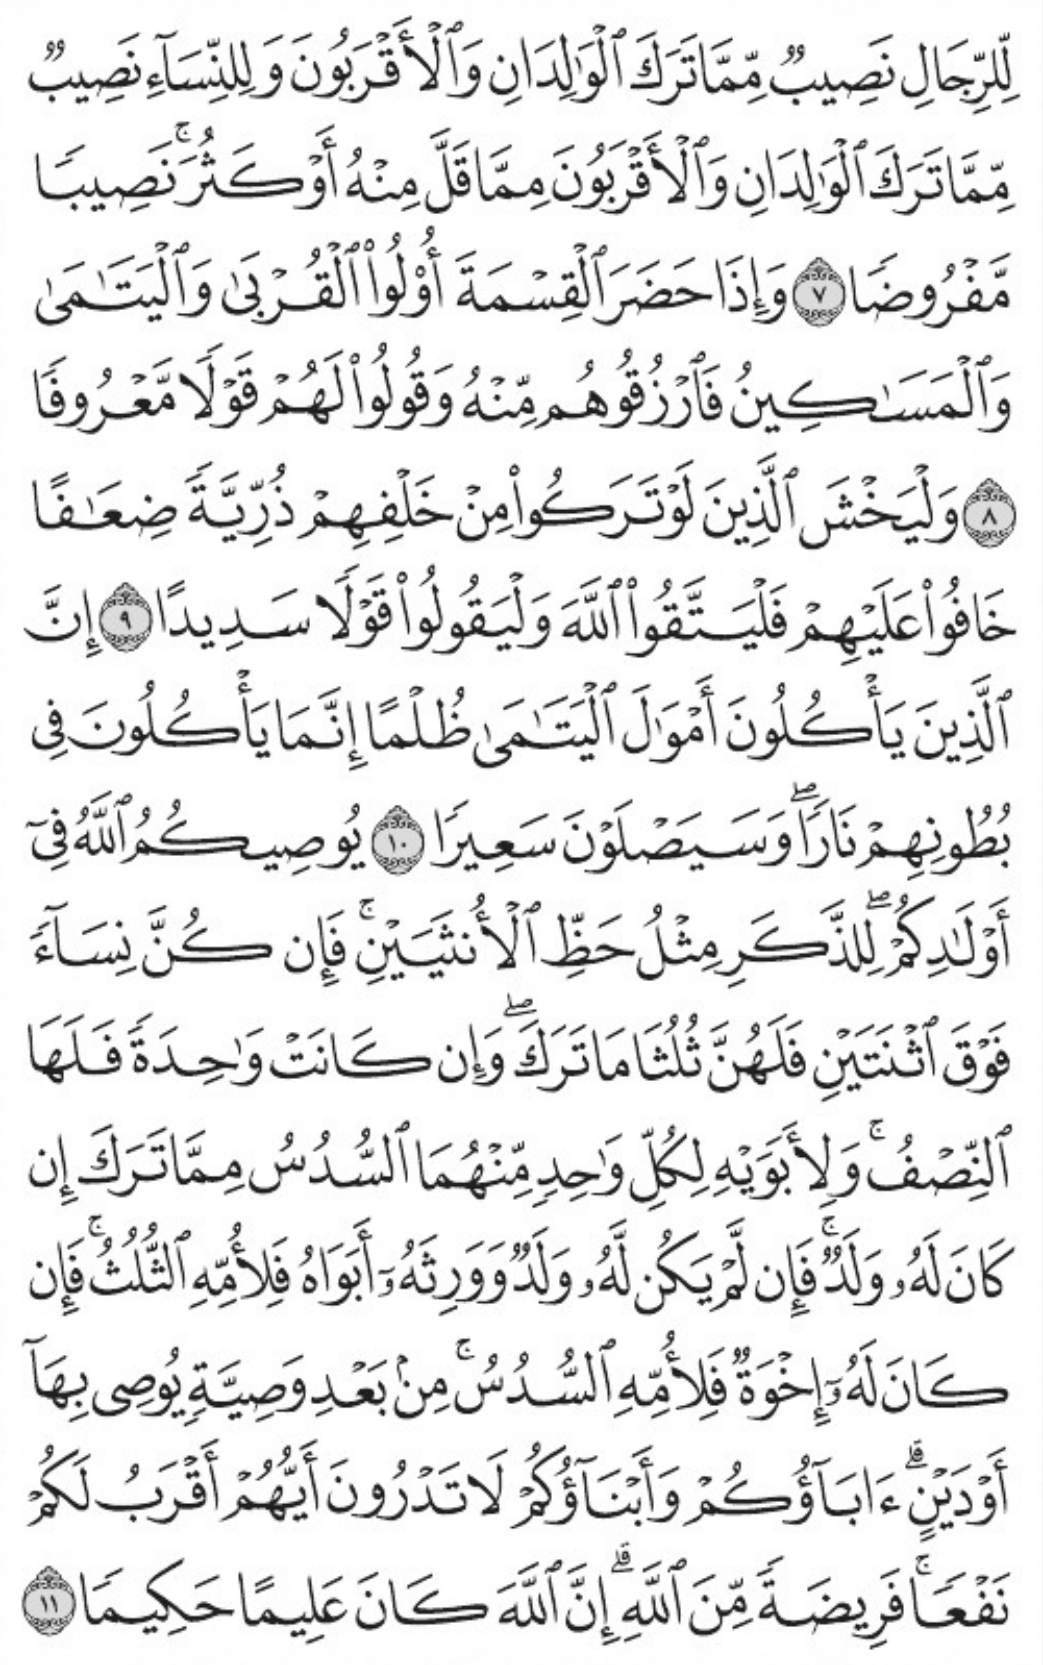 لِّلرِّجَالِ نَصِيبٌ مِّمَّا تَرَكَ ٱلْوَٰلِدَانِ وَٱلْأَقْرَبُونَ وَلِلنِّسَآءِ نَصِيبٌ
مِّمَّا تَرَكَ ٱلْوَٰلِدَانِ وَٱلْأَقْرَبُونَ مِمَّا قَلَّ مِنْهُ أَوْ كَثُرَ ۚ نَصِيبًا
مَّفْرُوضًا ٧ وَإِذَا حَضَرَ ٱلْقِسْمَةَ أُو۟لُوا۟ ٱلْقُرْبَىٰ وَٱلْيَتَـٰمَىٰ
وَٱلْمَسَـٰكِينُ فَٱرْزُقُوهُم مِّنْهُ وَقُولُوا۟ لَهُمْ قَوْلًا مَّعْرُوفًا
٨ وَلْيَخْشَ ٱلَّذِينَ لَوْ تَرَكُوا۟ مِنْ خَلْفِهِمْ ذُرِّيَّةً ضِعَـٰفًا
خَافُوا۟ عَلَيْهِمْ فَلْيَتَّقُوا۟ ٱللَّهَ وَلْيَقُولُوا۟ قَوْلًا سَدِيدًا ٩ إِنَّ
ٱلَّذِينَ يَأْكُلُونَ أَمْوَٰلَ ٱلْيَتَـٰمَىٰ ظُلْمًا إِنَّمَا يَأْكُلُونَ فِى
بُطُونِهِمْ نَارًا ۖ وَسَيَصْلَوْنَ سَعِيرًا ١٠ يُوصِيكُمُ ٱللَّهُ فِىٓ
أَوْلَـٰدِكُمْ ۖ لِلذَّكَرِ مِثْلُ حَظِّ ٱلْأُنثَيَيْنِ ۚ فَإِن كُنَّ نِسَآءً
فَوْقَ ٱثْنَتَيْنِ فَلَهُنَّ ثُلُثَا مَا تَرَكَ ۖ وَإِن كَانَتْ وَٰحِدَةً فَلَهَا
ٱلنِّصْفُ ۚ وَلِأَبَوَيْهِ لِكُلِّ وَٰحِدٍ مِّنْهُمَا ٱلسُّدُسُ مِمَّا تَرَكَ إِن
كَانَ لَهُۥ وَلَدٌ ۚ فَإِن لَّمْ يَكُن لَّهُۥ وَلَدٌ وَوَرِثَهُۥٓ أَبَوَاهُ فَلِأُمِّهِ ٱلثُّلُثُ ۚ فَإِن
كَانَ لَهُۥٓ إِخْوَةٌ فَلِأُمِّهِ ٱلسُّدُسُ ۚ مِنۢ بَعْدِ وَصِيَّةٍ يُوصِى بِهَآ
أَوْ دَيْنٍ ۗ ءَابَآؤُكُمْ وَأَبْنَآؤُكُمْ لَا تَدْرُونَ أَيُّهُمْ أَقْرَبُ لَكُمْ
نَفْعًا ۚ فَرِيضَةً مِّنَ ٱللَّهِ ۗ إِنَّ ٱللَّهَ كَانَ عَلِيمًا حَكِيمًا ١١